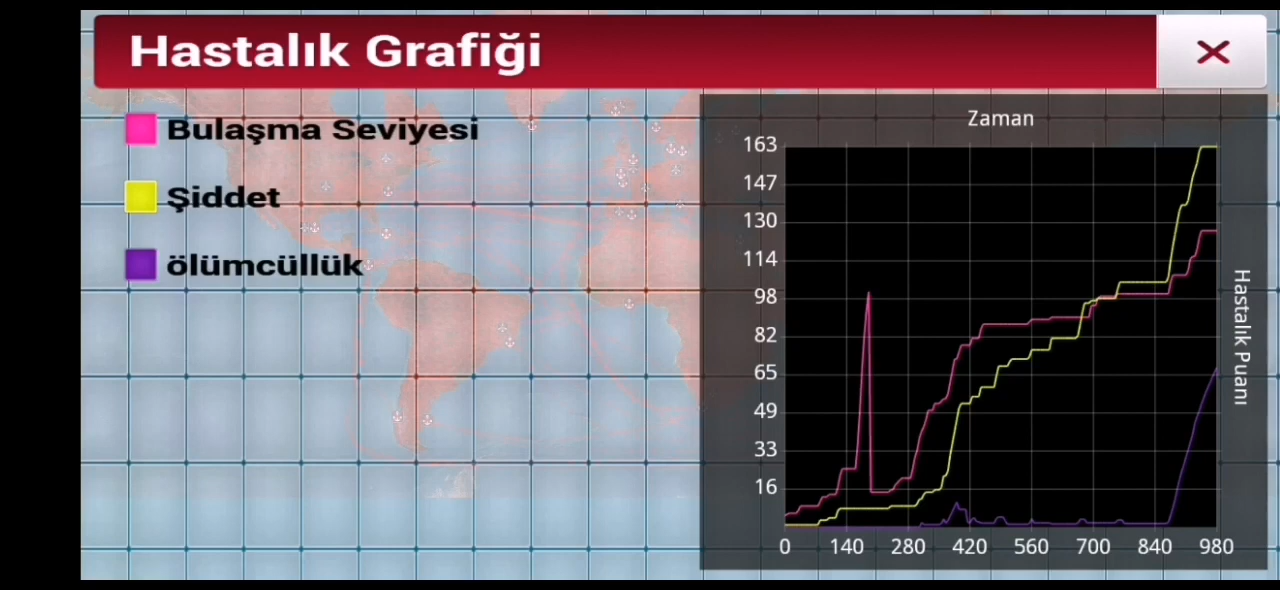 Hastalık Grafiği
X
Bulaşma Seviyesi
Şiddet
ölümcüllük
Zaman
163
147
130
114
98
82
65
49
33
16
0 140 280 420 560 700 840 980
Hastalık Puanı